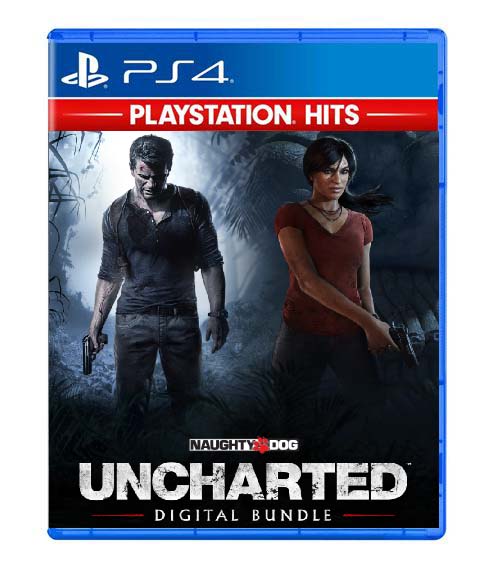 PS4
PLAYSTATION HITS
NAUGHTY DOG
UNCHARTED
DIGITAL BUNDLE